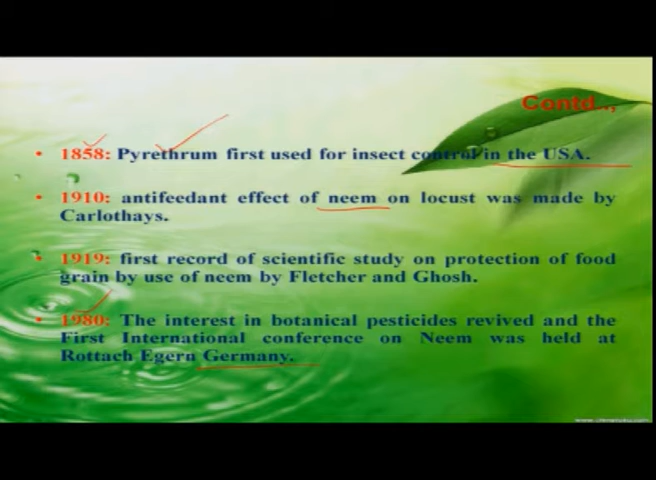 Contd..,
• 1858: Pyrethrum first used for insect control in the USA.
• 1910: antifeedant effect of neem on locust was made by
Carlothays.
• 1919: first record of scientific study on protection of food
grain by use of neem by Fletcher and Ghosh.
• 1980: The interest in botanical pesticides revived and the
First International conference on Neem was held at
Rottach Egern Germany.